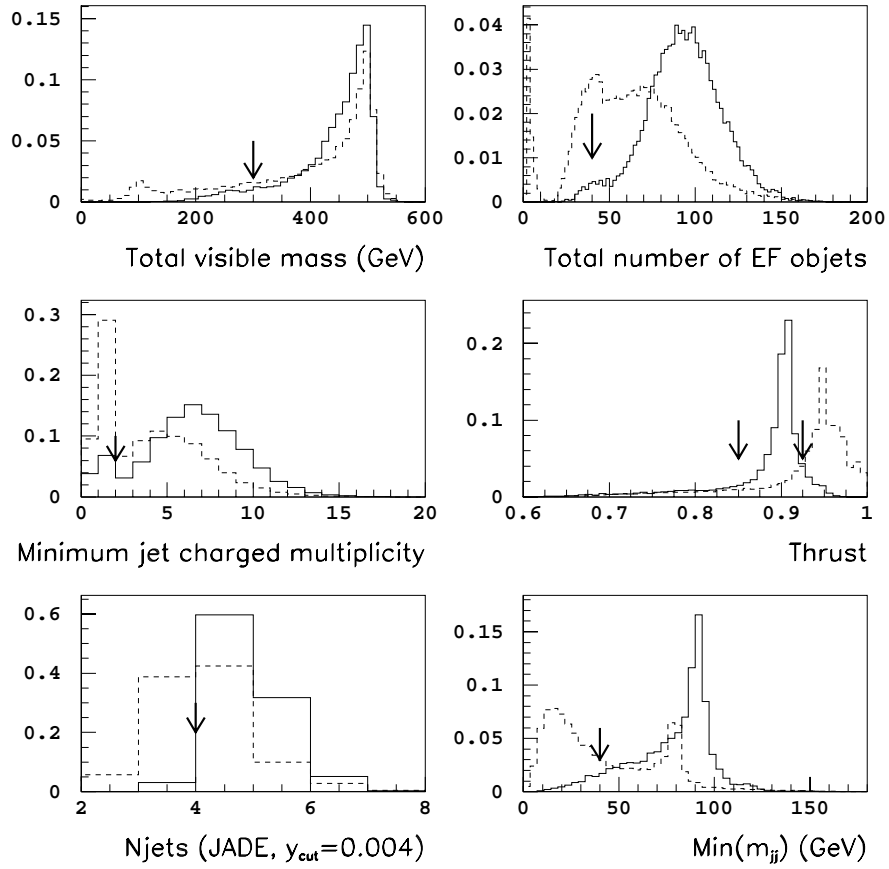 0.15
0.1
0.05
0
0 200 400 600
Total visible mass (GeV)
0.04
0.03
0.02
0.01
0
0 50 100 150 200
Total number of EF objets
0.3
0.2
0.1
0
0 5 10 15 20
Minimum jet charged multiplicity
0.2
0.1
0
0.6 0.7 0.8 0.9 1
Thrust
0.6
0.4
0.2
0
2 4 6 8
Njets (JADE, ycut=0.004)
0.15
0.1
0.05
0
0 50 100 150
Min(mjj) (GeV)